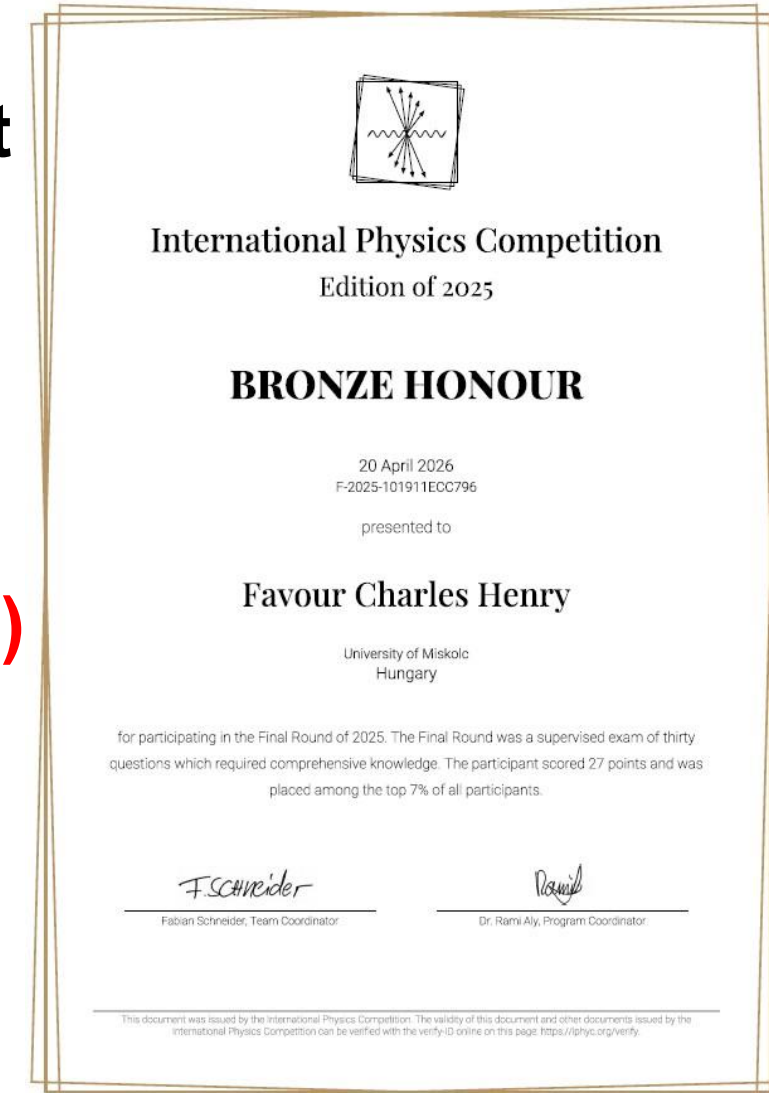 t
International Physics Competition
Edition of 2025
BRONZE HONOUR
20 April 2026
F-2025-101911ECC796
presented to
Favour Charles Henry
)
University of Miskolc
Hungary
for participating in the Final Round of 2025. The Final Round was a supervised exam of thirty
questions which required comprehensive knowledge. The participant scored 27 points and was
placed among the top 7% of all participants.
F. SCHNEIDER
Fabian Schneider, Team Coordinator
Dr. Rami Aly, Program Coordinator
This document was issued by the International Physics Competition. The validity of this document and other documents issued by the
International Physics Competition can be verified with the verify-ID online on this page: https://iphyc.org/verify.